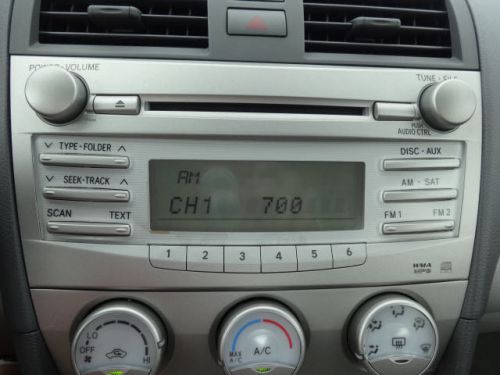 POWER·VOLUME
TUNE·FILE
PUSH
AUDIO CTRL
TYPE·FOLDER
DISC·AUX
SEEK·TRACK
AM
AM·SAT
CH1 700
SCAN TEXT
FM1 FM2
1 2 3 4 5 6
WMA
MP3
LO
OFF
HI
MAX
A/C
A/C